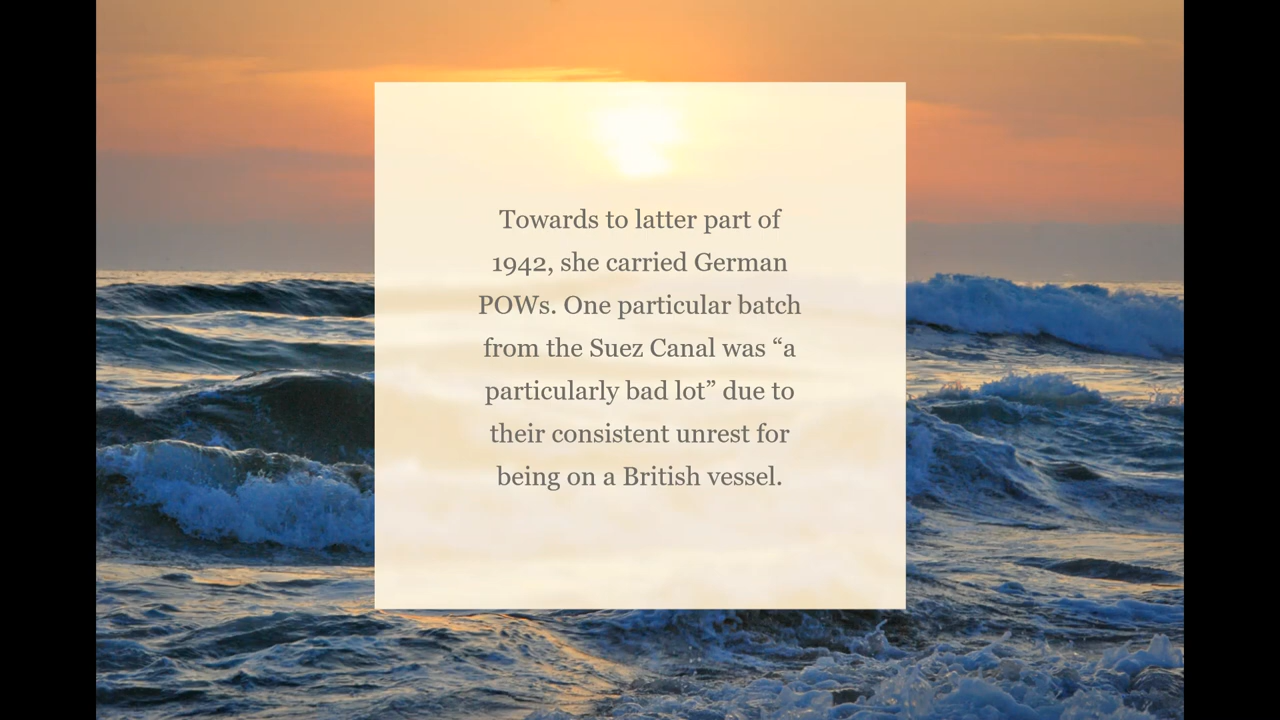 Towards to latter part of
1942, she carried German
POWs. One particular batch
from the Suez Canal was “a
particularly bad lot” due to
their consistent unrest for
being on a British vessel.